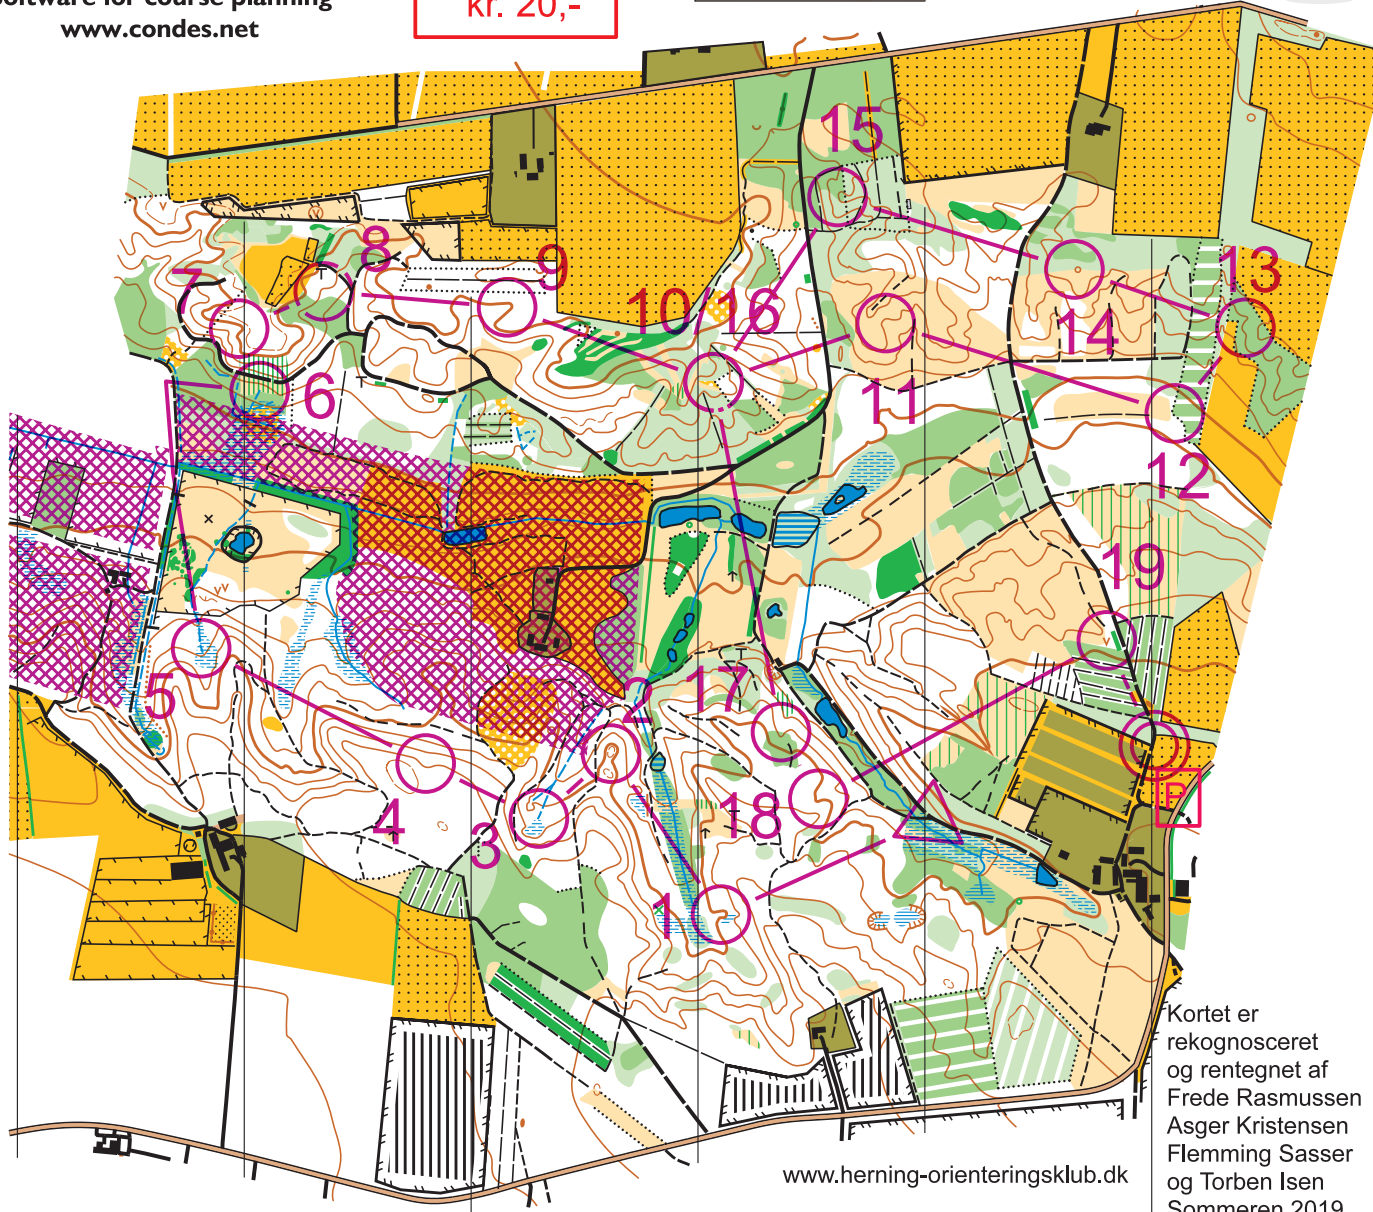 software for course planning
www.condes.net
kr. 20,-
15
8
7
9
13
10/16
14
6
11
12
19
5
2
17
4
3
18
1
P
www.herning-orienteringsklub.dk
Kortet er
rekognosceret
og rentegnet af
Frede Rasmussen
Asger Kristensen
Flemming Sasser
og Torben Isen
Sommeren 2019